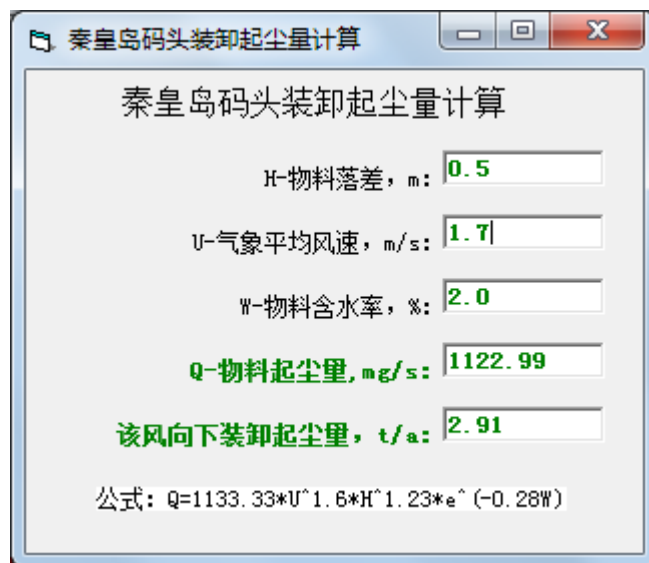 秦皇岛码头装卸起尘量计算
秦皇岛码头装卸起尘量计算
H-物料落差，m: 0.5
U-气象平均风速，m/s: 1.7
W-物料含水率，%: 2.0
Q-物料起尘量,mg/s: 1122.99
该风向下装卸起尘量，t/a: 2.91
公式: Q=1133.33*U^1.6*H^1.23*e^(-0.28W)